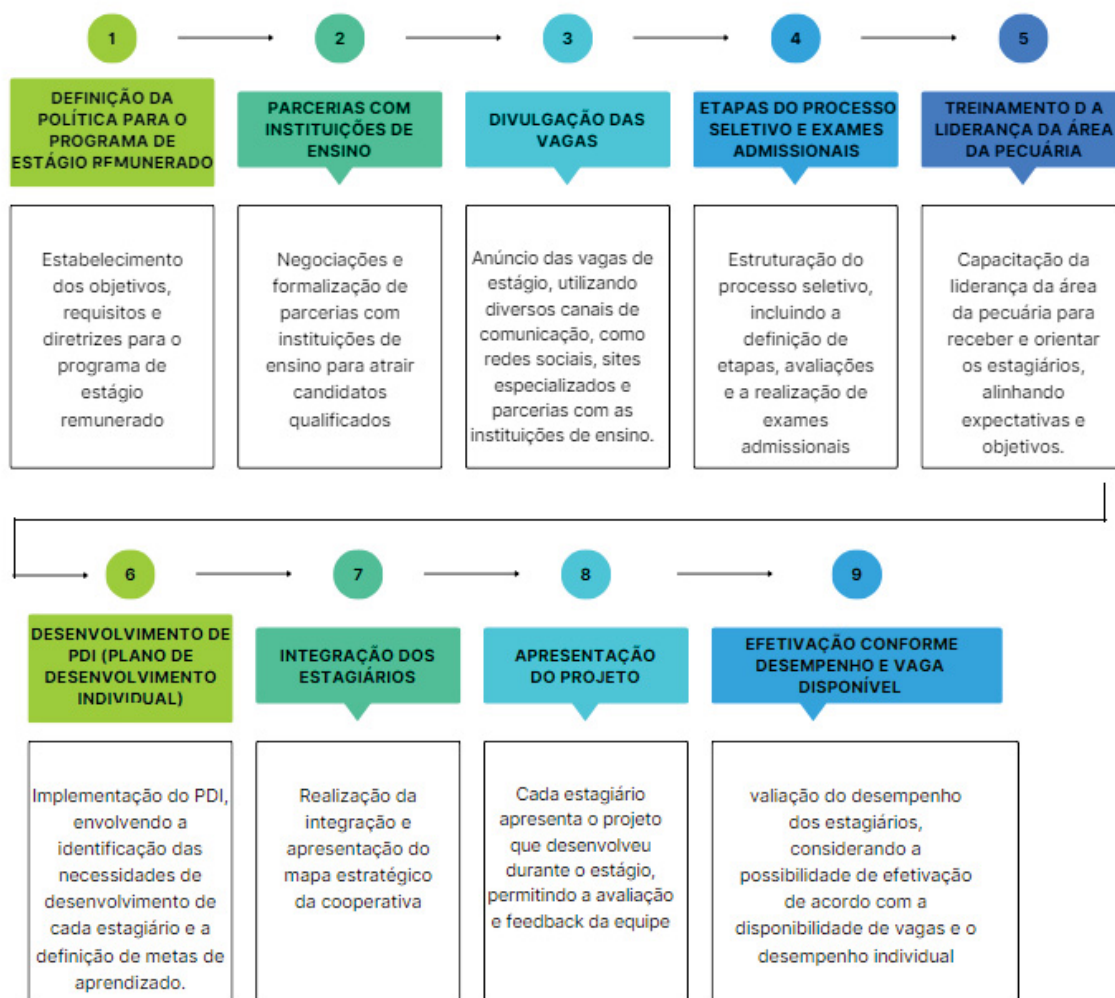 1
2
3
4
5
DEFINIÇÃO DA
POLÍTICA PARA O
PROGRAMA DE
ESTÁGIO REMUNERADO
PARCERIAS COM
INSTITUIÇÕES DE
ENSINO
DIVULGAÇÃO DAS
VAGAS
ETAPAS DO PROCESSO
SELETIVO E EXAMES
ADMISSIONAIS
TREINAMENTO D A
LIDERANÇA DA ÁREA
DA PECUÁRIA
Estabelecimento
dos objetivos,
requisitos e
diretrizes para o
programa de
estágio
remunerado
Negociações e
formalização de
parcerias com
instituições de
ensino para atrair
candidatos
qualificados
Anúncio das vagas de
estágio, utilizando
diversos canais de
comunicação, como
redes sociais, sites
especializados e
parcerias com as
instituições de ensino.
Estruturação do
processo seletivo,
incluindo a
definição de
etapas, avaliações
e a realização de
exames
admissionais
Capacitação da
liderança da área
da pecuária para
receber e orientar
os estagiários,
alinhando
expectativas e
objetivos.
6
7
8
9
DESENVOLVIMENTO DE
PDI (PLANO DE
DESENVOLVIMENTO
INDIVIDUAL)
INTEGRAÇÃO DOS
ESTAGIÁRIOS
APRESENTAÇÃO
DO PROJETO
EFETIVAÇÃO CONFORME
DESEMPENHO E VAGA
DISPONÍVEL
Implementação do PDI,
envolvendo a
identificação das
necessidades de
desenvolvimento de
cada estagiário e a
definição de metas de
aprendizado.
Realização da
integração e
apresentação do
mapa estratégico
da cooperativa
Cada estagiário
apresenta o projeto
que desenvolveu
durante o estágio,
permitindo a avaliação
e feedback da equipe
valiação do desempenho
dos estagiários,
considerando a
possibilidade de efetivação
de acordo com a
disponibilidade de vagas e o
desempenho individual